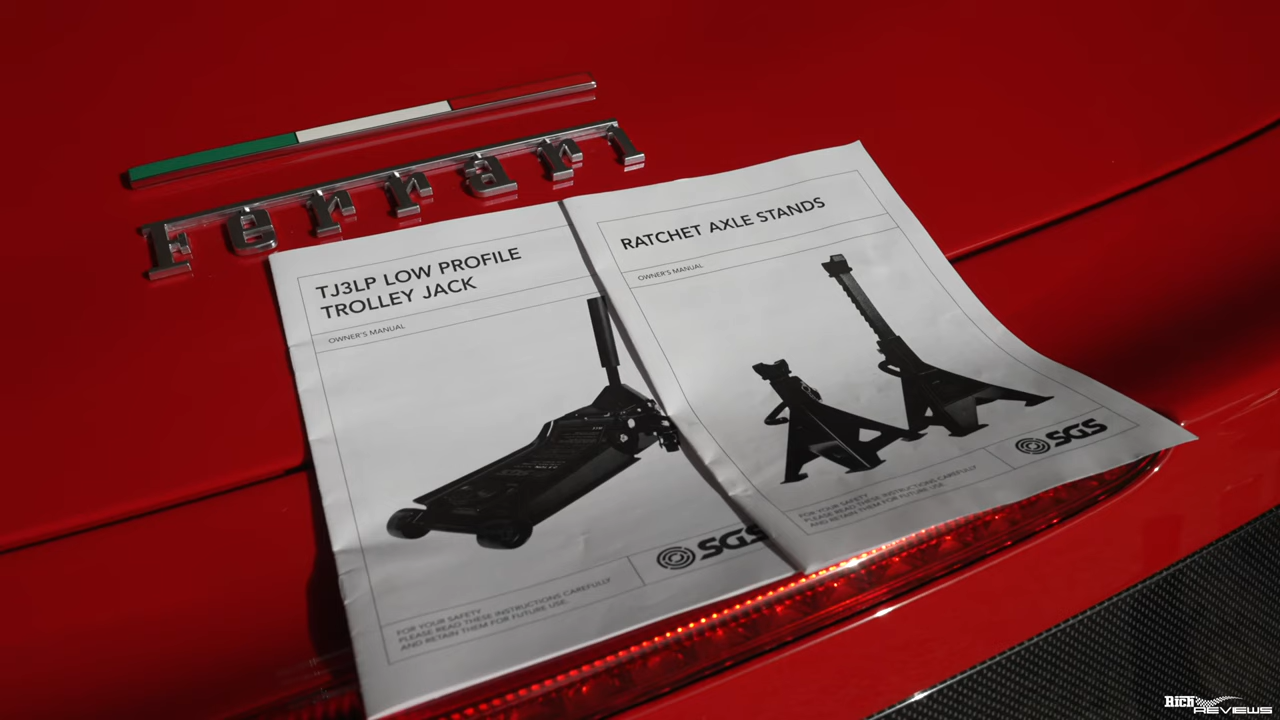 Ferrari
TJ3LP LOW PROFILE
TROLLEY JACK
OWNER'S MANUAL
SGS
FOR YOUR SAFETY
PLEASE READ THESE INSTRUCTIONS CAREFULLY
AND RETAIN THEM FOR FUTURE USE.
RATCHET AXLE STANDS
OWNER'S MANUAL
SGS
FOR YOUR SAFETY
PLEASE READ THESE INSTRUCTIONS CAREFULLY
AND RETAIN THEM FOR FUTURE USE.
Rich
REVIEWS